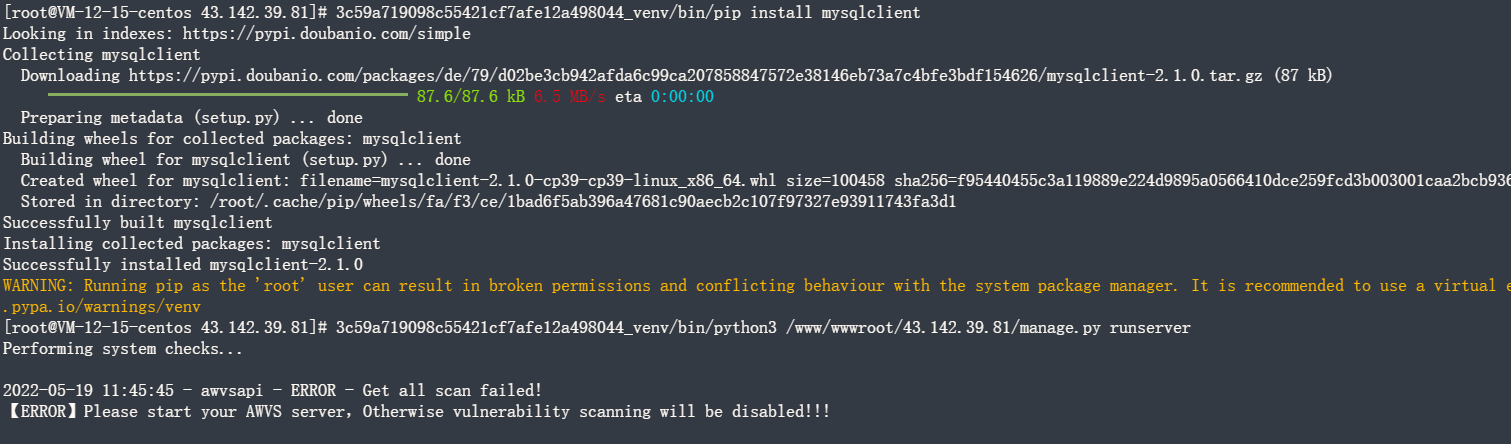 [root@VM-12-15-centos 43.142.39.81]# 3c59a719098c55421cf7afe12a498044_venv/bin/pip install mysqlclient
Looking in indexes: https://pypi.doubanio.com/simple
Collecting mysqlclient
Downloading https://pypi.doubanio.com/packages/de/79/d02be3cb942afda6c99ca207858847572e38146eb73a7c4bfe3bdf154626/mysqlclient-2.1.0.tar.gz (87 kB)
87.6/87.6 kB 6.5 MB/s eta 0:00:00
Preparing metadata (setup.py) ... done
Building wheels for collected packages: mysqlclient
Building wheel for mysqlclient (setup.py) ... done
Created wheel for mysqlclient: filename=mysqlclient-2.1.0-cp39-cp39-linux_x86_64.whl size=100458 sha256=f95440455c3a119889e224d9895a0566410dce259fcd3b003001caa2bcb936
Stored in directory: /root/.cache/pip/wheels/fa/f3/ce/1bad6f5ab396a47681c90aecb2c107f97327e93911743fa3d1
Successfully built mysqlclient
Installing collected packages: mysqlclient
Successfully installed mysqlclient-2.1.0
WARNING: Running pip as the 'root' user can result in broken permissions and conflicting behaviour with the system package manager. It is recommended to use a virtual e
.pypa.io/warnings/venv
[root@VM-12-15-centos 43.142.39.81]# 3c59a719098c55421cf7afe12a498044_venv/bin/python3 /www/wwwroot/43.142.39.81/manage.py runserver
Performing system checks...
2022-05-19 11:45:45 - awvsapi - ERROR - Get all scan failed!
【ERROR】Please start your AWVS server, Otherwise vulnerability scanning will be disabled!!!